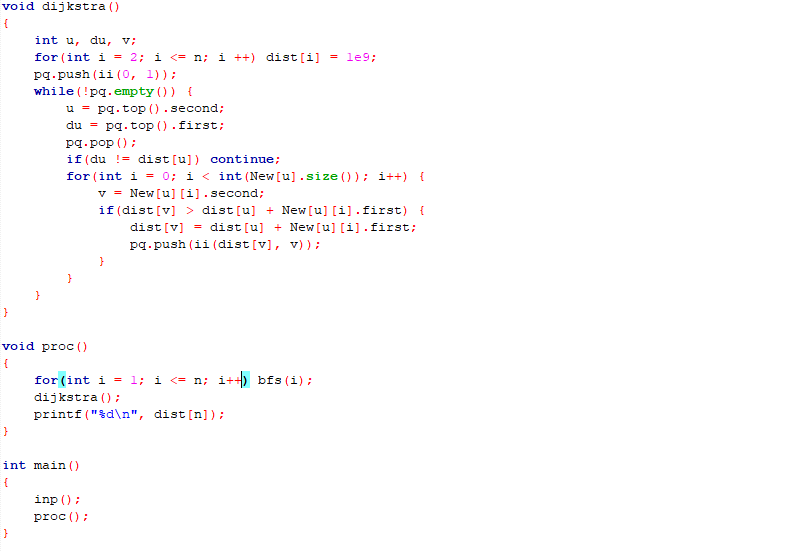 void dijkstra()
{
    int u, du, v;
    for(int i = 2; i <= n; i ++) dist[i] = 1e9;
    pq.push(ii(0, 1));
    while(!pq.empty()) {
        u = pq.top().second;
        du = pq.top().first;
        pq.pop();
        if(du != dist[u]) continue;
        for(int i = 0; i < int(New[u].size()); i++) {
            v = New[u][i].second;
            if(dist[v] > dist[u] + New[u][i].first) {
                dist[v] = dist[u] + New[u][i].first;
                pq.push(ii(dist[v], v));
            }
        }
    }
}
void proc()
{
    for(int i = 1; i <= n; i++) bfs(i);
    dijkstra();
    printf("%d\n", dist[n]);
}
int main()
{
    inp();
    proc();
}